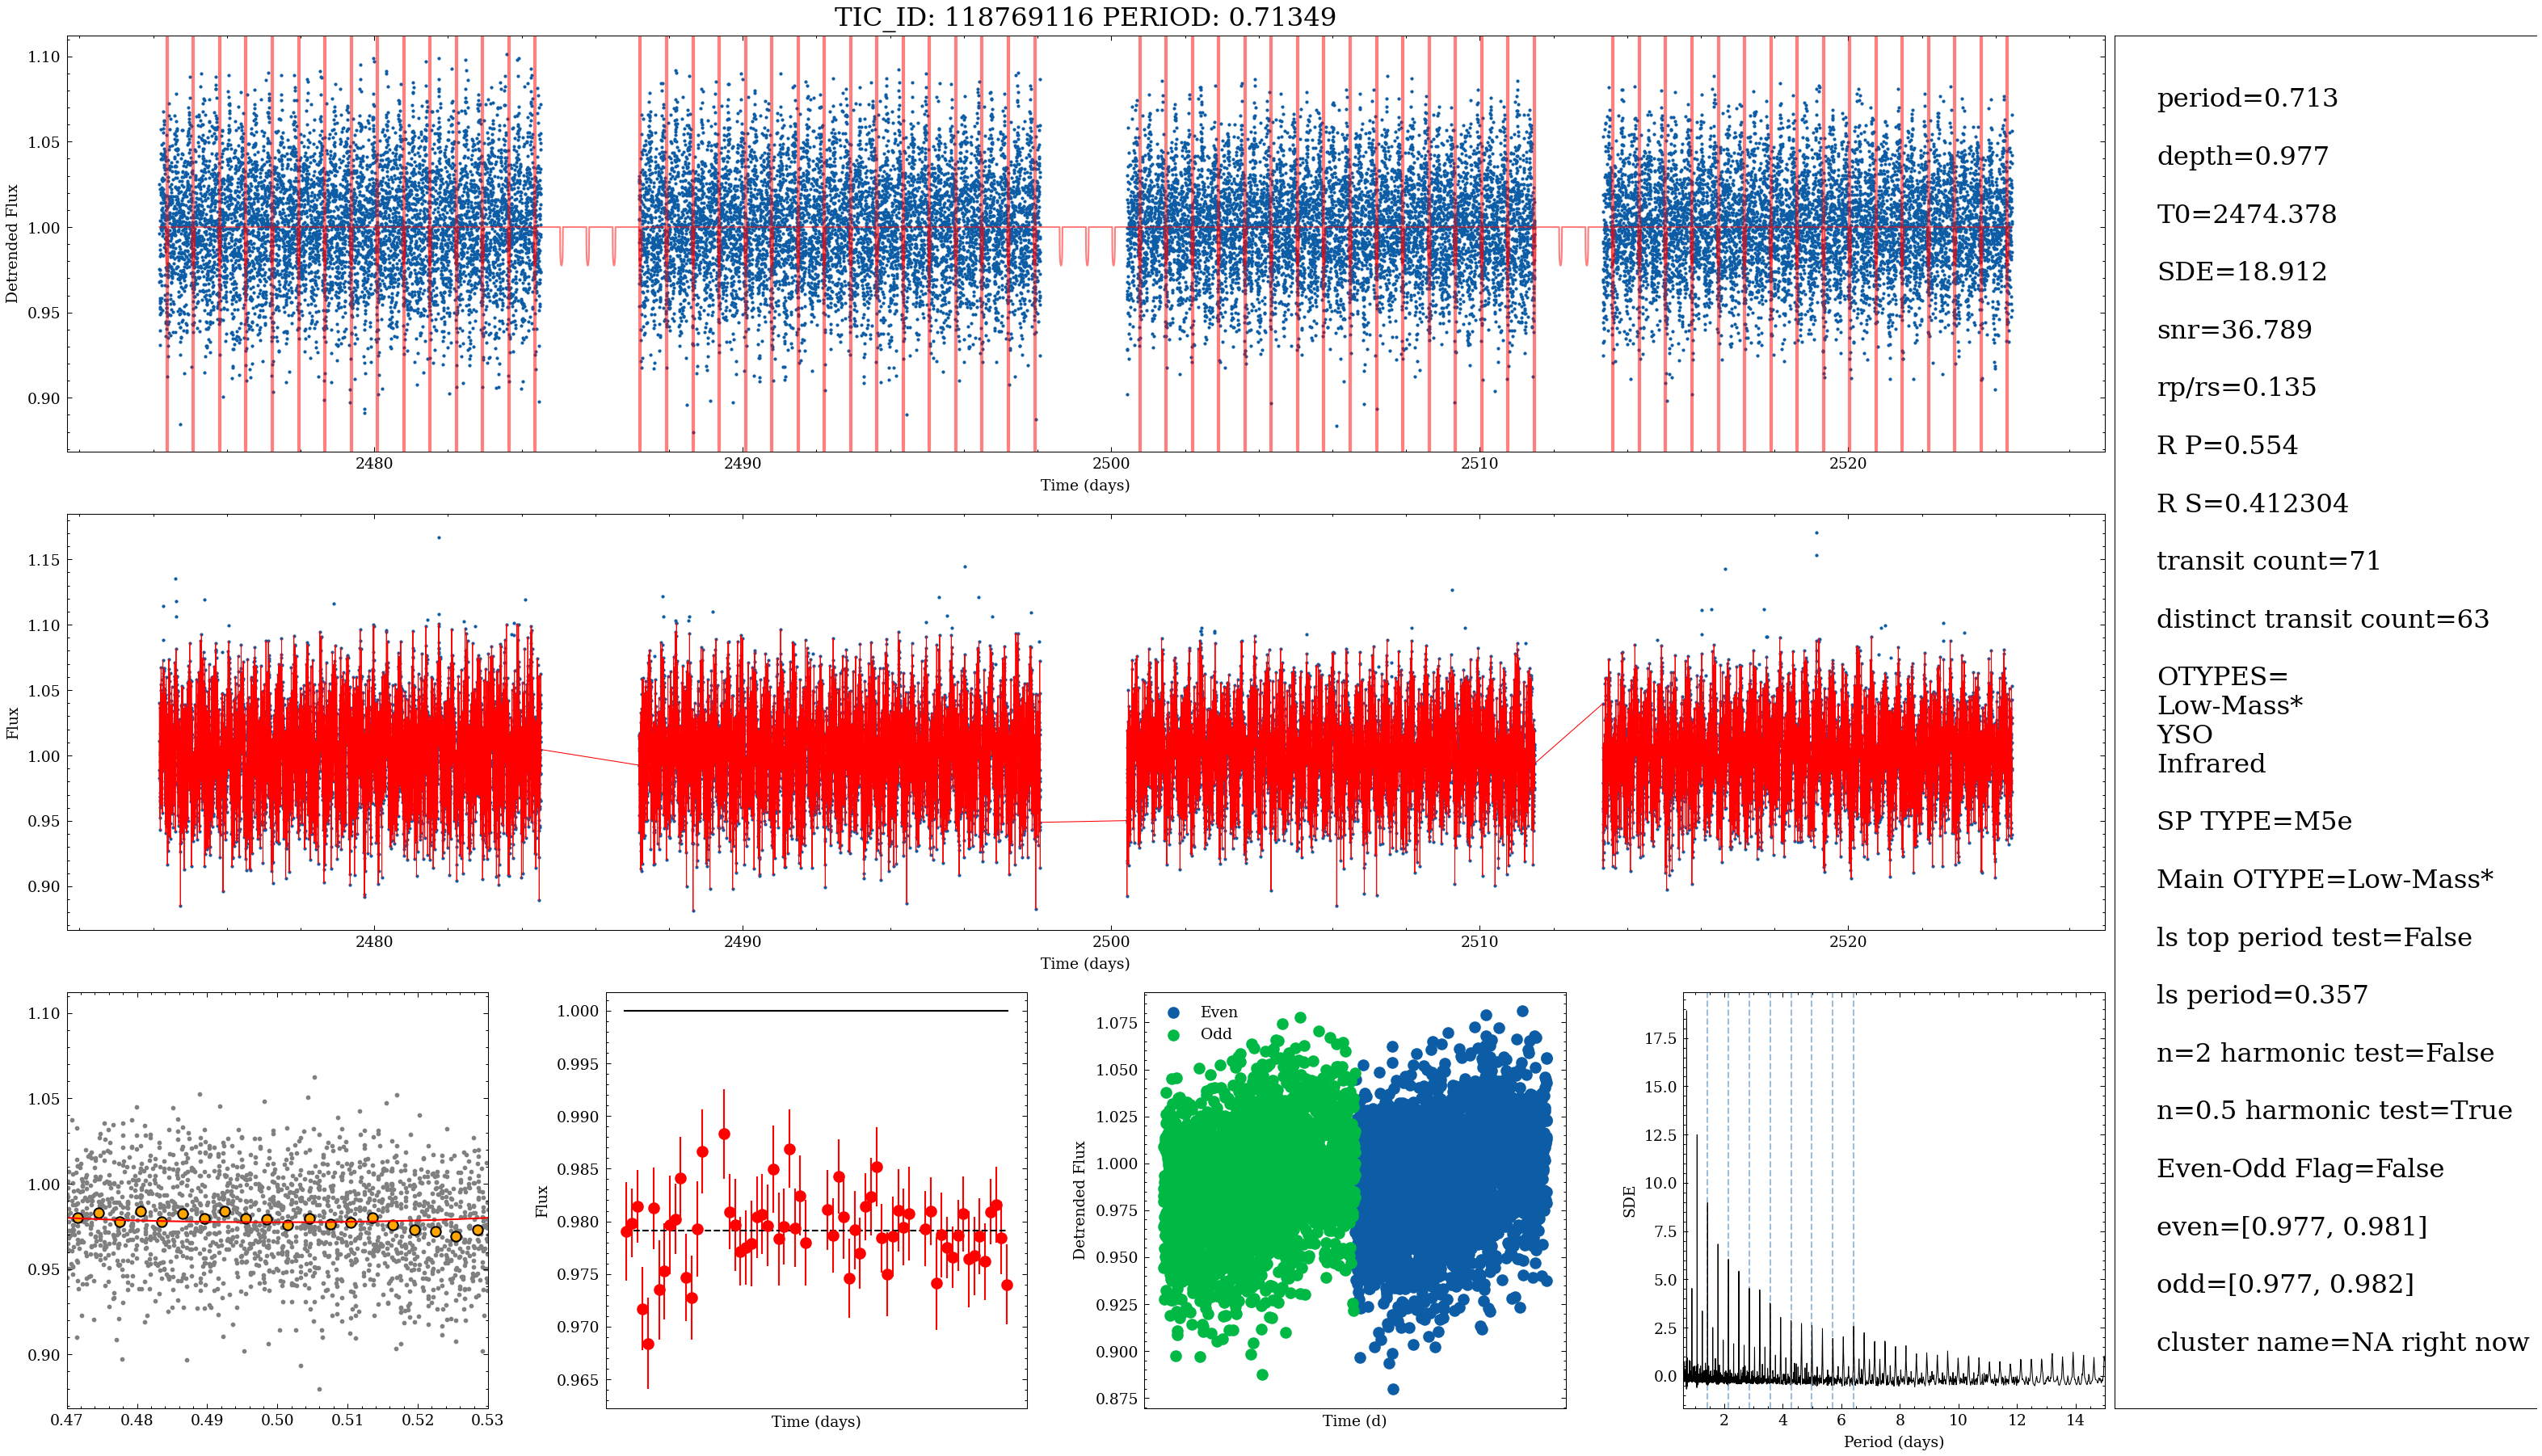 TIC_ID: 118769116 PERIOD: 0.71349
1.10
1.05
1.00
0.95
0.90
Detrended Flux
2480
2490
2500
2510
2520
Time (days)
1.15
1.10
1.05
1.00
0.95
0.90
Flux
2480
2490
2500
2510
2520
Time (days)
1.10
1.05
1.00
0.95
0.90
0.47
0.48
0.49
0.50
0.51
0.52
0.53
1.000
0.995
0.990
0.985
0.980
0.975
0.970
0.965
Flux
Time (days)
Even
Odd
1.075
1.050
1.025
1.000
0.975
0.950
0.925
0.900
0.875
Detrended Flux
Time (d)
17.5
15.0
12.5
10.0
7.5
5.0
2.5
0.0
SDE
2
4
6
8
10
12
14
Period (days)
period=0.713
depth=0.977
T0=2474.378
SDE=18.912
snr=36.789
rp/rs=0.135
R P=0.554
R S=0.412304
transit count=71
distinct transit count=63
OTYPES=
Low-Mass*
YSO
Infrared
SP TYPE=M5e
Main OTYPE=Low-Mass*
ls top period test=False
ls period=0.357
n=2 harmonic test=False
n=0.5 harmonic test=True
Even-Odd Flag=False
even=[0.977, 0.981]
odd=[0.977, 0.982]
cluster name=NA right now